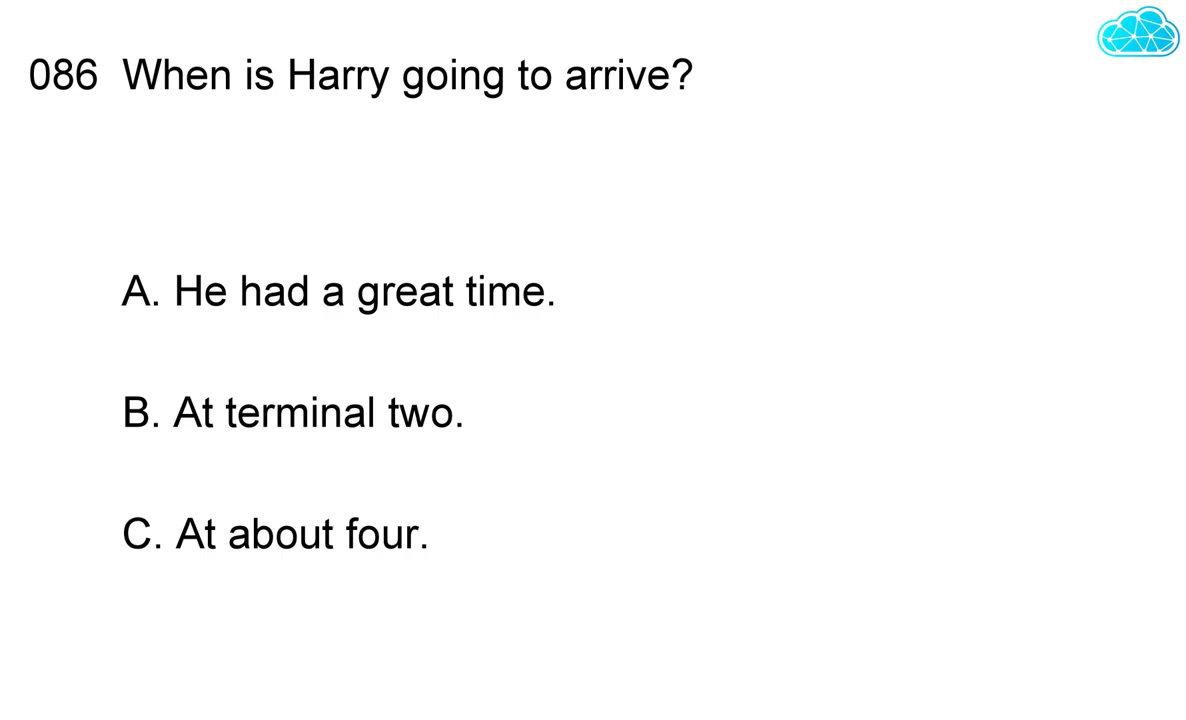 086 When is Harry going to arrive?
A. He had a great time.
B. At terminal two.
C. At about four.